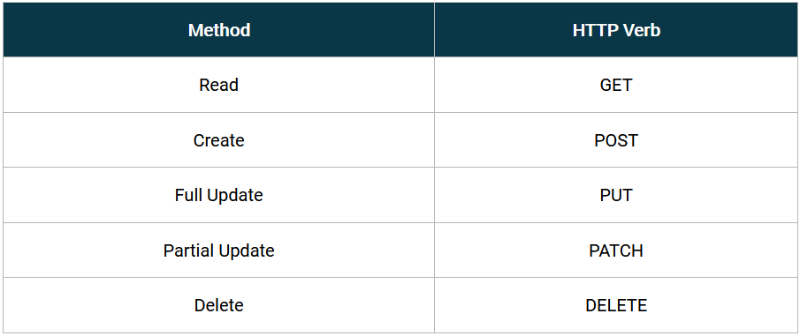 Method HTTP Verb
Read GET
Create POST
Full Update PUT
Partial Update PATCH
Delete DELETE